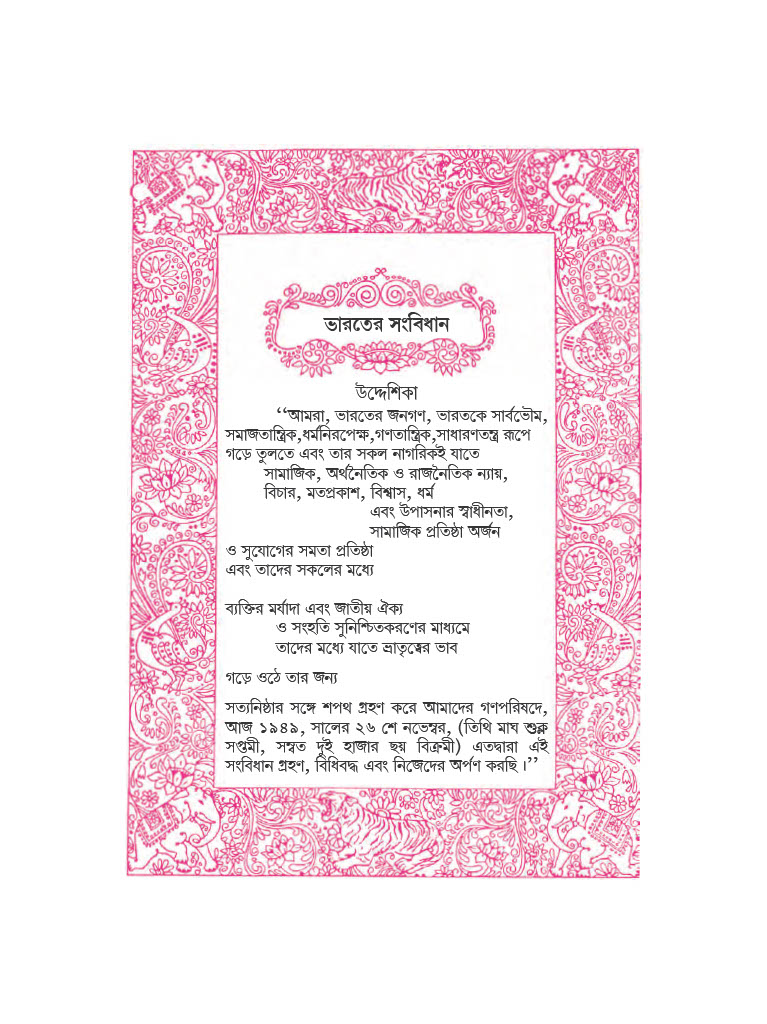 ভারতের সংবিধান
উদ্দেশিকা
‘‘আমরা, ভারতের জনগণ, ভারতকে সার্বভৌম,
সমাজতান্ত্রিক,ধর্মনিরপেক্ষ,গণতান্ত্রিক,সাধারণতন্ত্র রূপে
গড়ে তুলতে এবং তার সকল নাগরিকই যাতে
সামাজিক, অর্থনৈতিক ও রাজনৈতিক ন্যায়,
বিচার, মতপ্রকাশ, বিশ্বাস, ধর্ম
এবং উপাসনার স্বাধীনতা,
সামাজিক প্রতিষ্ঠা অর্জন
ও সুযোগের সমতা প্রতিষ্ঠা
এবং তাদের সকলের মধ্যে
ব্যক্তির মর্যাদা এবং জাতীয় ঐক্য
ও সংহতি সুনিশ্চিতকরণের মাধ্যমে
তাদের মধ্যে যাতে ভ্রাতৃত্বের ভাব
গড়ে ওঠে তার জন্য
সত্যনিষ্ঠার সঙ্গে শপথ গ্রহণ করে আমাদের গণপরিষদে,
আজ ১৯৪৯, সালের ২৬ শে নভেম্বর, (তিথি মাঘ শুক্ল
সপ্তমী, সম্বত দুই হাজার ছয় বিক্রমী) এতদ্বারা এই
সংবিধান গ্রহণ, বিধিবদ্ধ এবং নিজেদের অর্পণ করছি।’’